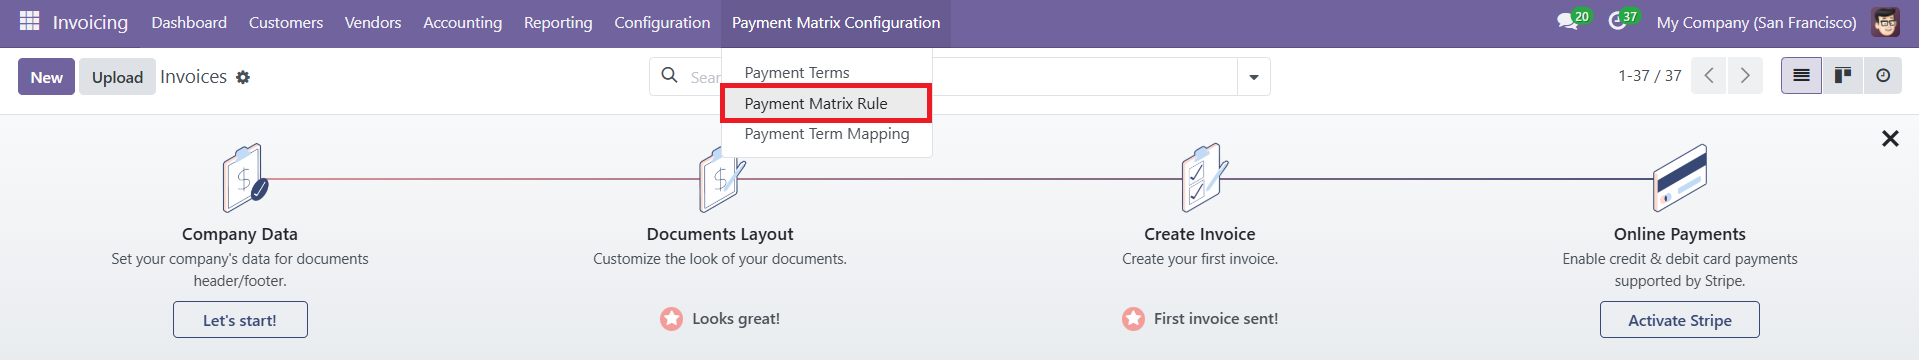 Invoicing Dashboard Customers Vendors Accounting Reporting Configuration Payment Matrix Configuration 20 37 My Company (San Francisco)
New Upload Invoices Sear 1-37 / 37
Payment Terms
Payment Matrix Rule
Payment Term Mapping
$ $
Company Data Documents Layout Create Invoice Online Payments
Set your company's data for documents Customize the look of your documents. Create your first invoice. Enable credit & debit card payments
header/footer. supported by Stripe.
Let's start! Looks great! First invoice sent! Activate Stripe